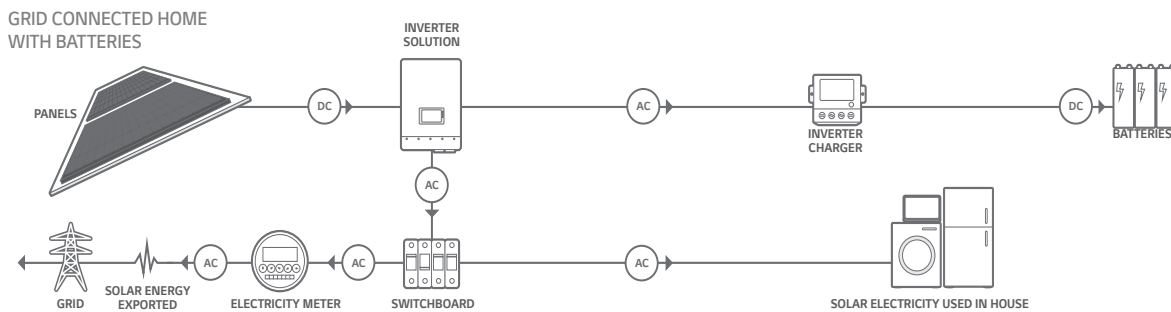 GRID CONNECTED HOME
WITH BATTERIES
INVERTER
SOLUTION
PANELS
DC
AC
INVERTER
CHARGER
DC
BATTERIES
AC
GRID
SOLAR ENERGY
EXPORTED
AC
ELECTRICITY METER
AC
SWITCHBOARD
AC
SOLAR ELECTRICITY USED IN HOUSE